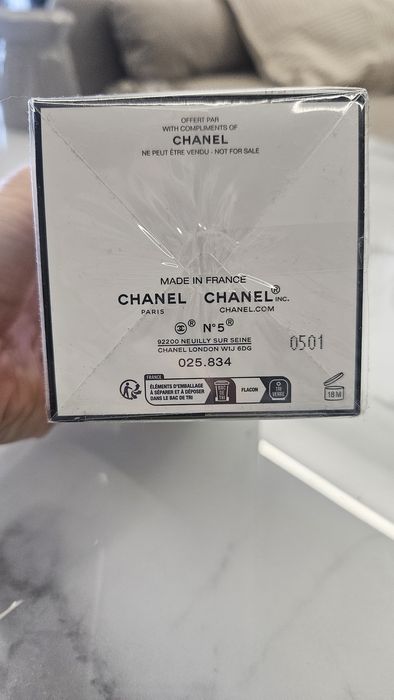 OFFERT PAR
WITH COMPLIMENTS OF
CHANEL
NE PEUT ÊTRE VENDU - NOT FOR SALE
MADE IN FRANCE
CHANEL CHANEL® INC.
PARIS CHANEL.COM
® N°5®
92200 NEUILLY SUR SEINE
CHANEL LONDON W1J 6DG
0501
025.834
FRANCE
ÉLÉMENTS D'EMBALLAGE
À SÉPARER ET À DÉPOSER
DANS LE BAC DE TRI
FLACON
TRI
VERRE
18 M